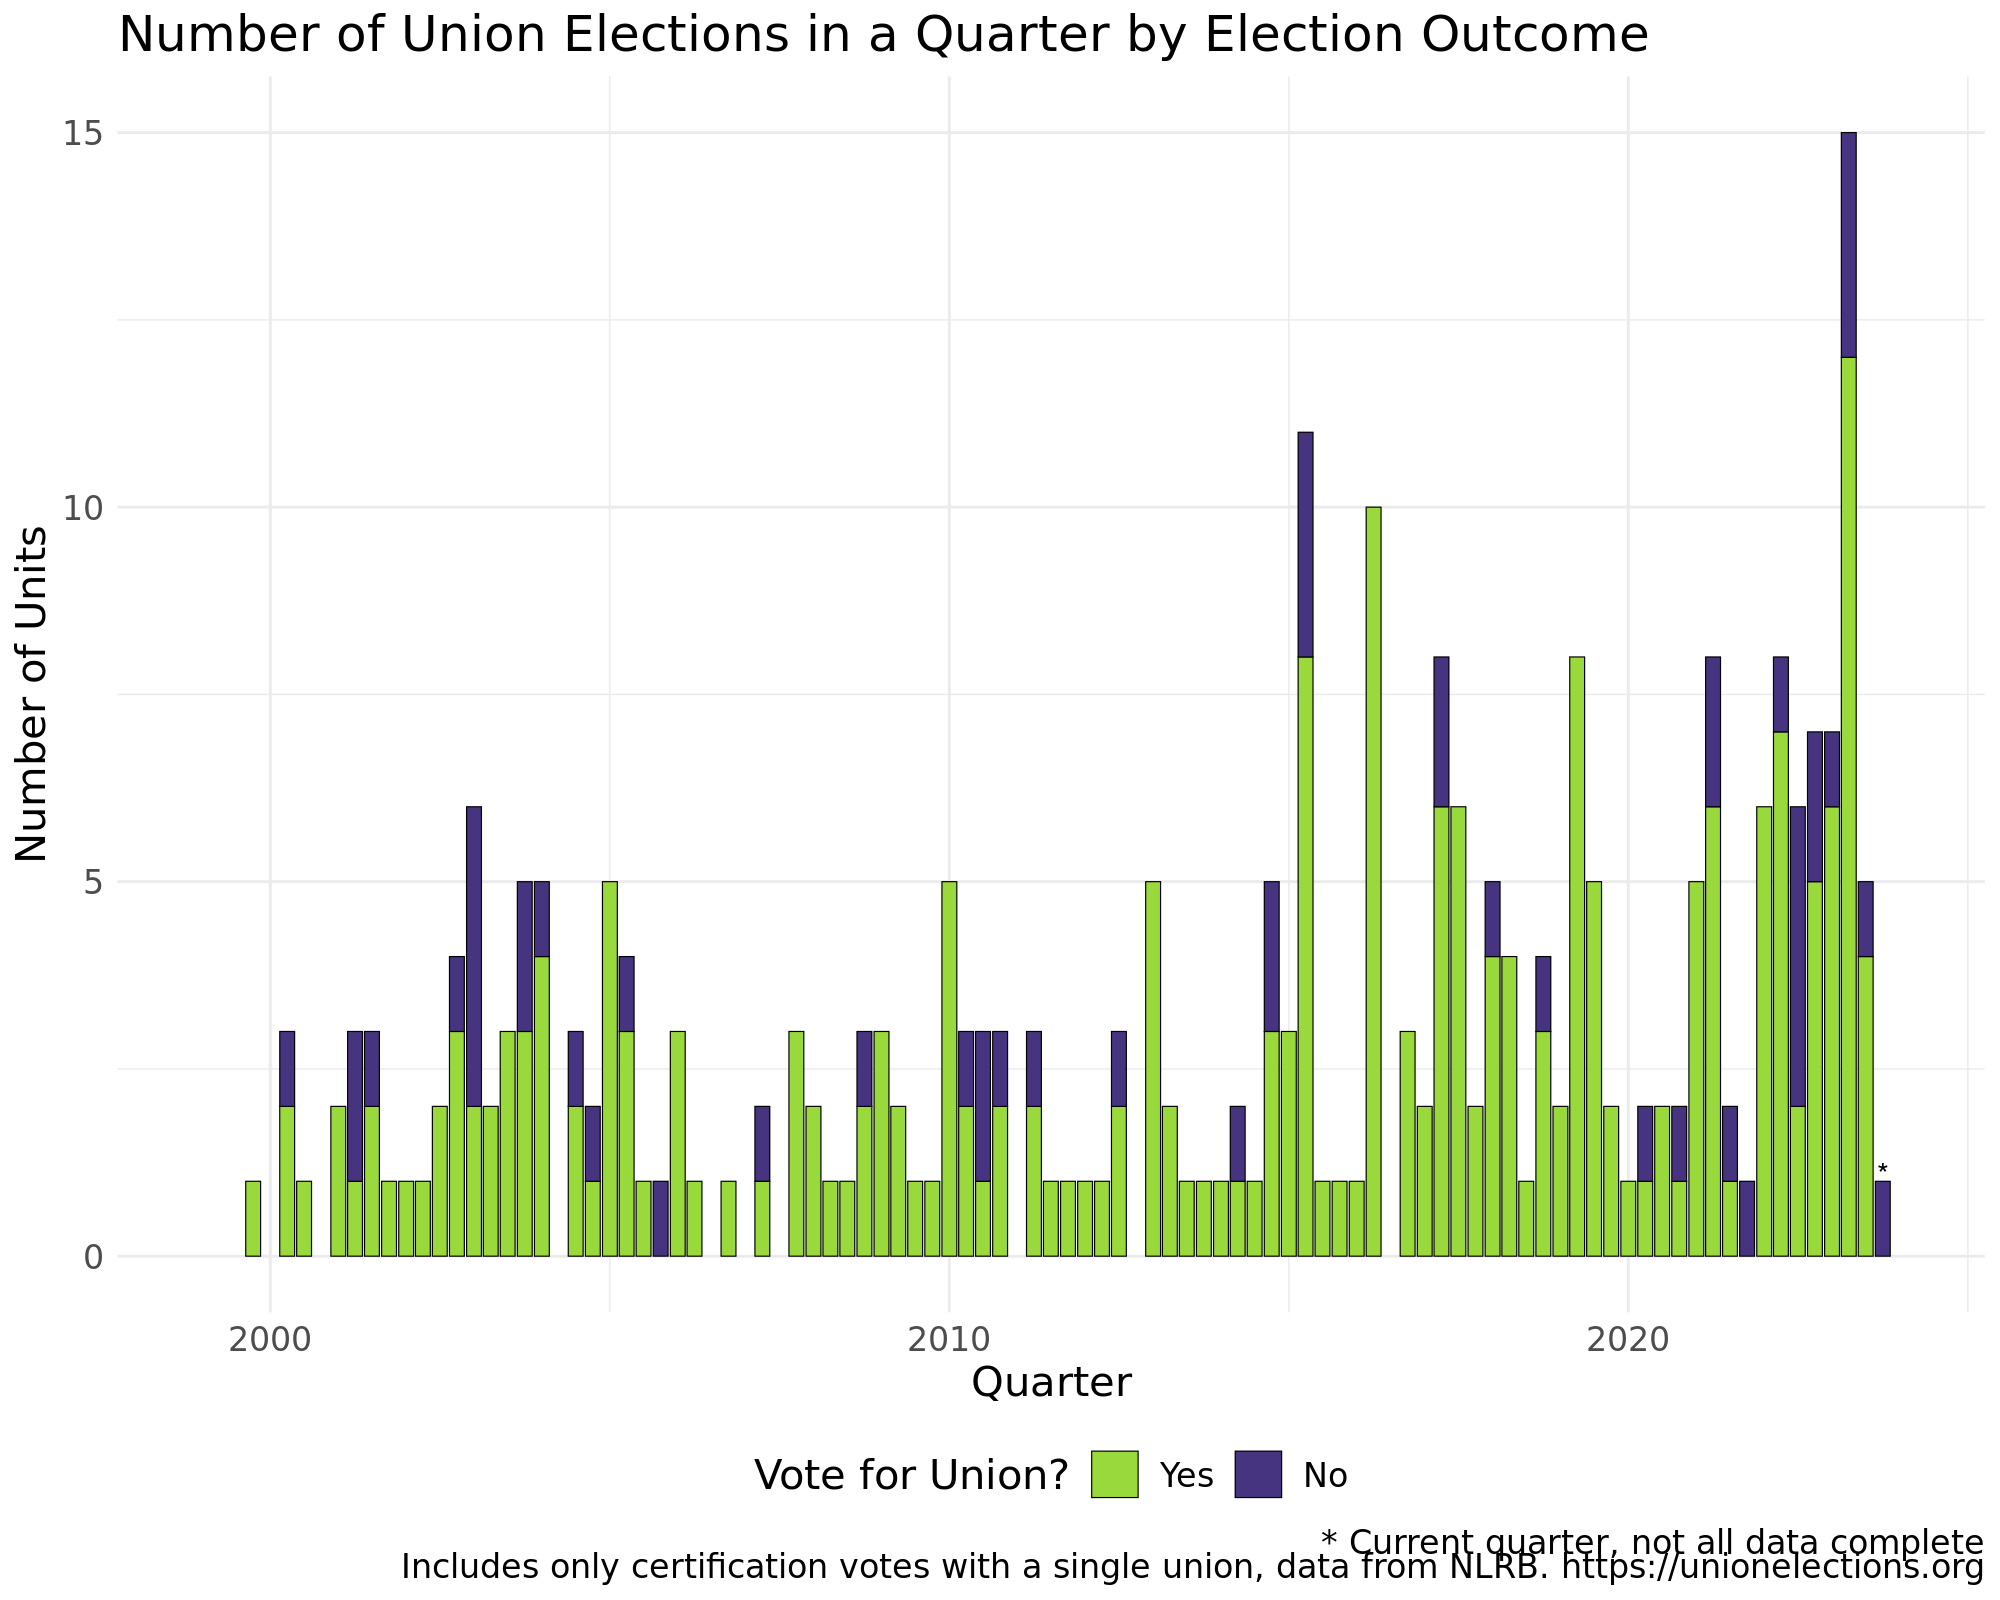 Number of Union Elections in a Quarter by Election Outcome
15
10
5
0
Number of Units
2000 2010 2020
Quarter
*
Vote for Union? Yes No
* Current quarter, not all data complete
Includes only certification votes with a single union, data from NLRB. https://unionelections.org